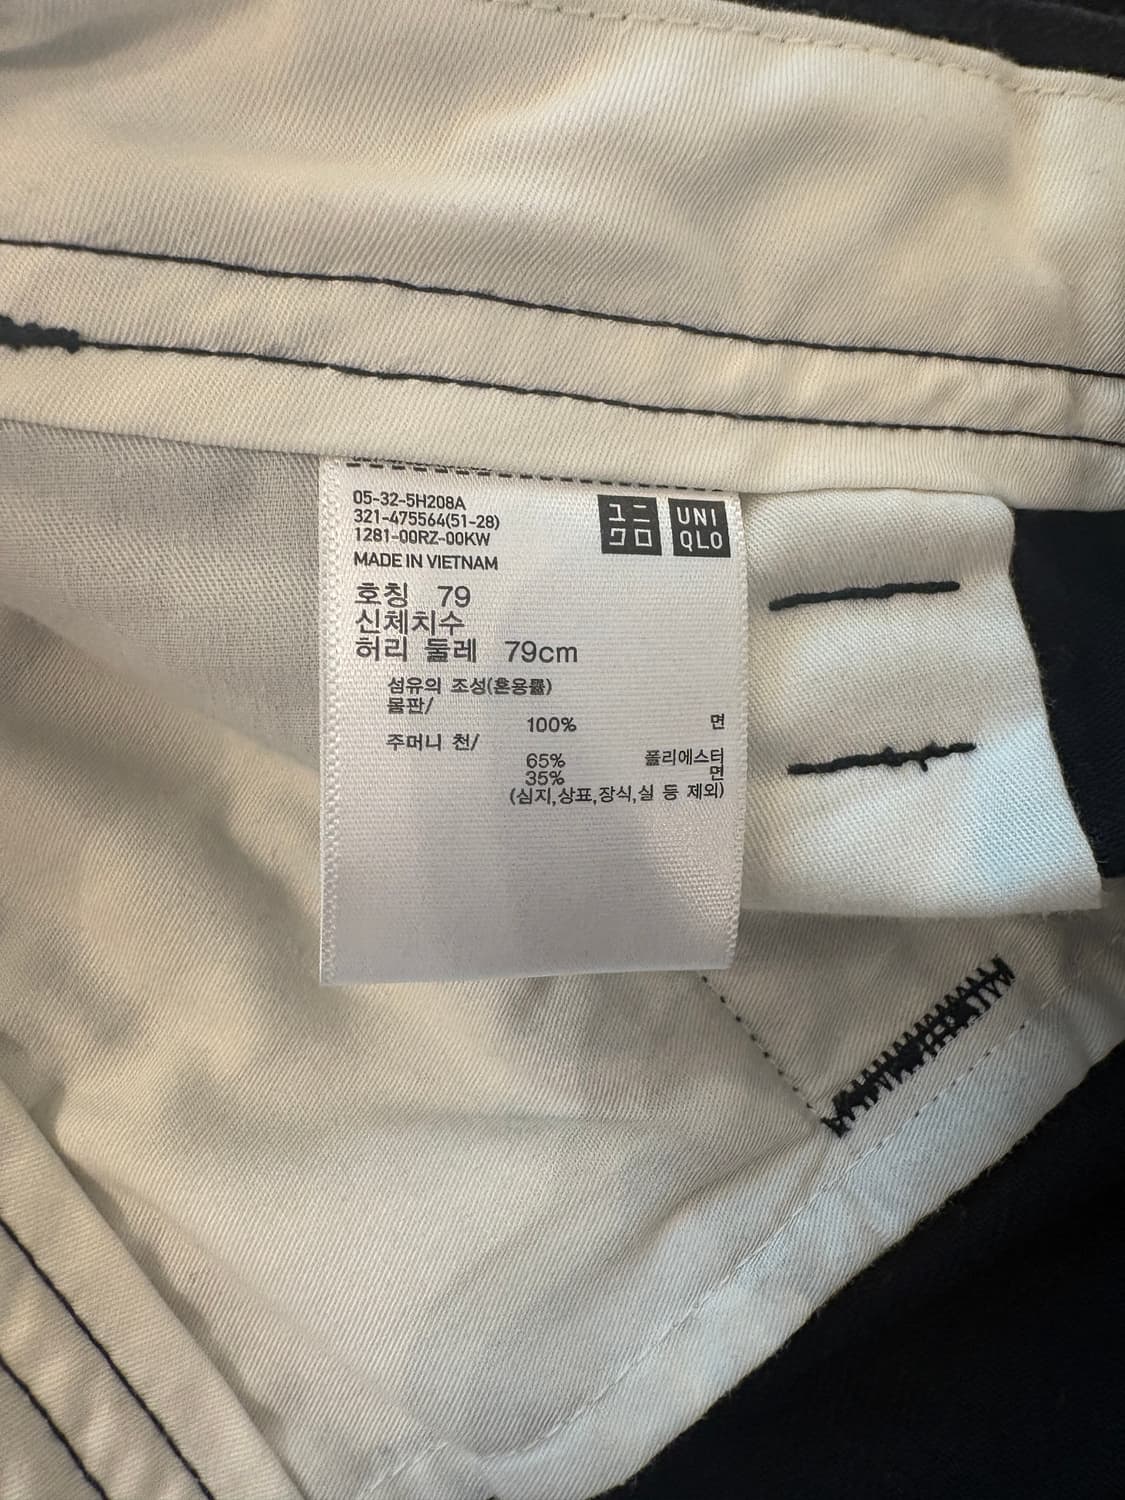 05-32-5H208A
321-475564(51-28)
1281-00RZ-00KW
MADE IN VIETNAM
ユニ
クロ
UNI
QLO
호칭 79
신체치수
허리 둘레 79cm
섬유의 조성(혼용률)
몸판/
100% 면
주머니 천/
65% 폴리에스터
35% 면
(심지,상표,장식,실 등 제외)